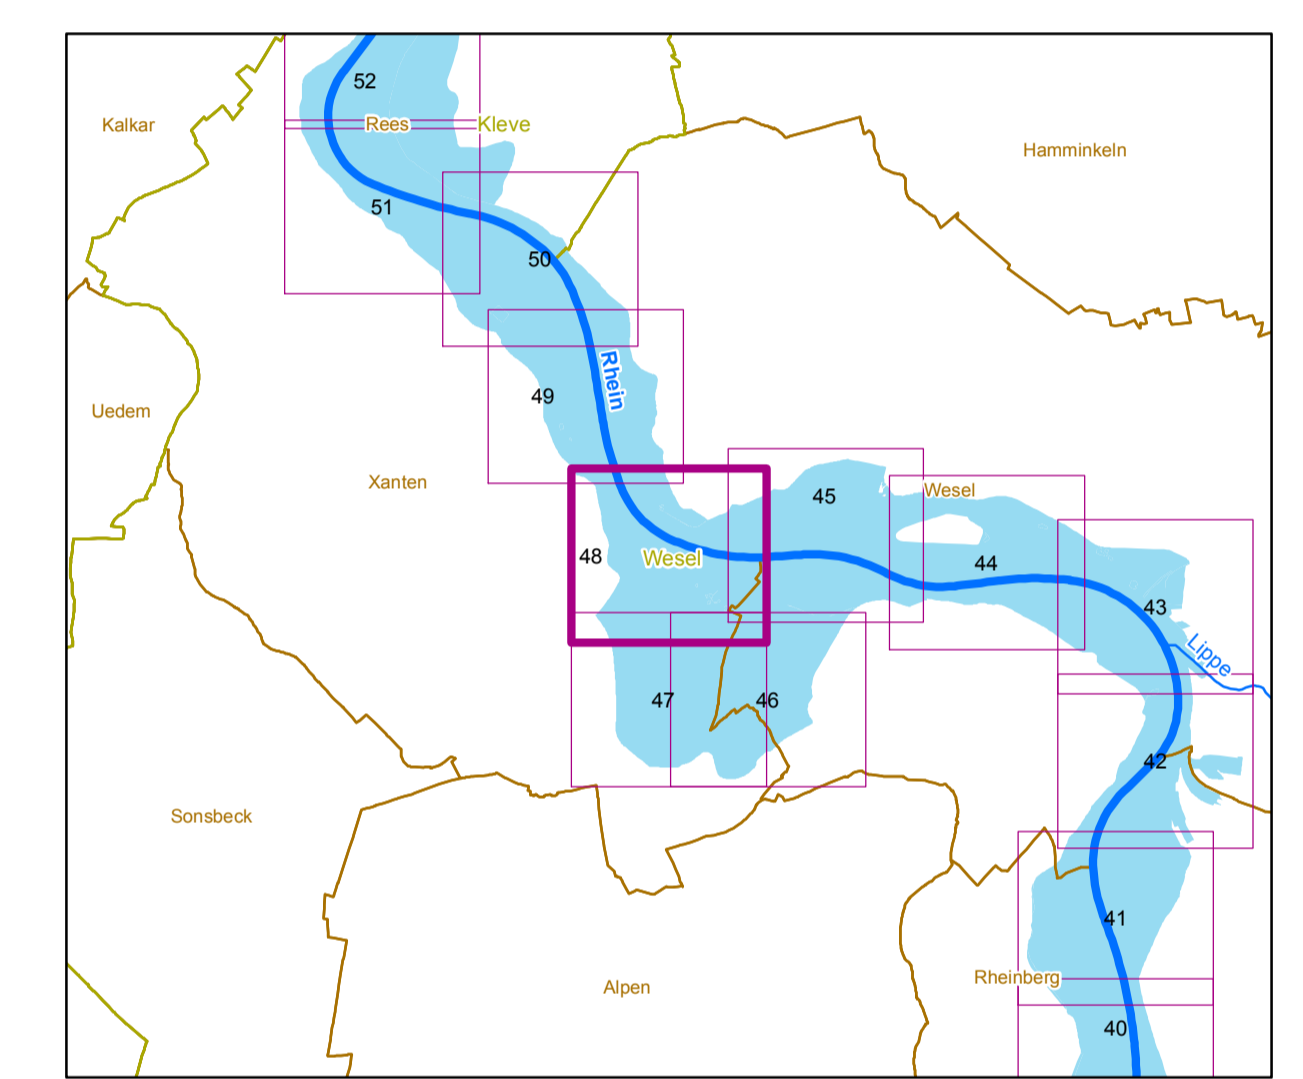 52
Kalkar
Rees
Kleve
Hamminkeln
51
50
Rhein
49
Uedem
Xanten
45
Wesel
48
Wesel
44
43
Lippe
47
46
42
Sonsbeck
41
Rheinberg
Alpen
40